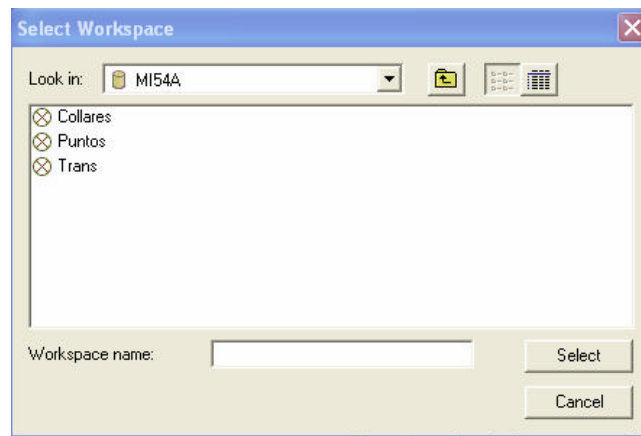 Select Workspace
Look in: MI54A
Collares
Puntos
Trans
Workspace name:
Select
Cancel